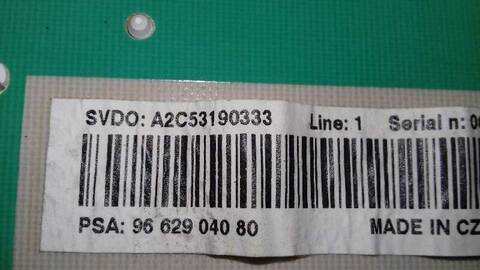 SVDO: A2C53190333 Line: 1 Serial n:
PSA: 96 629 040 80 MADE IN CZ